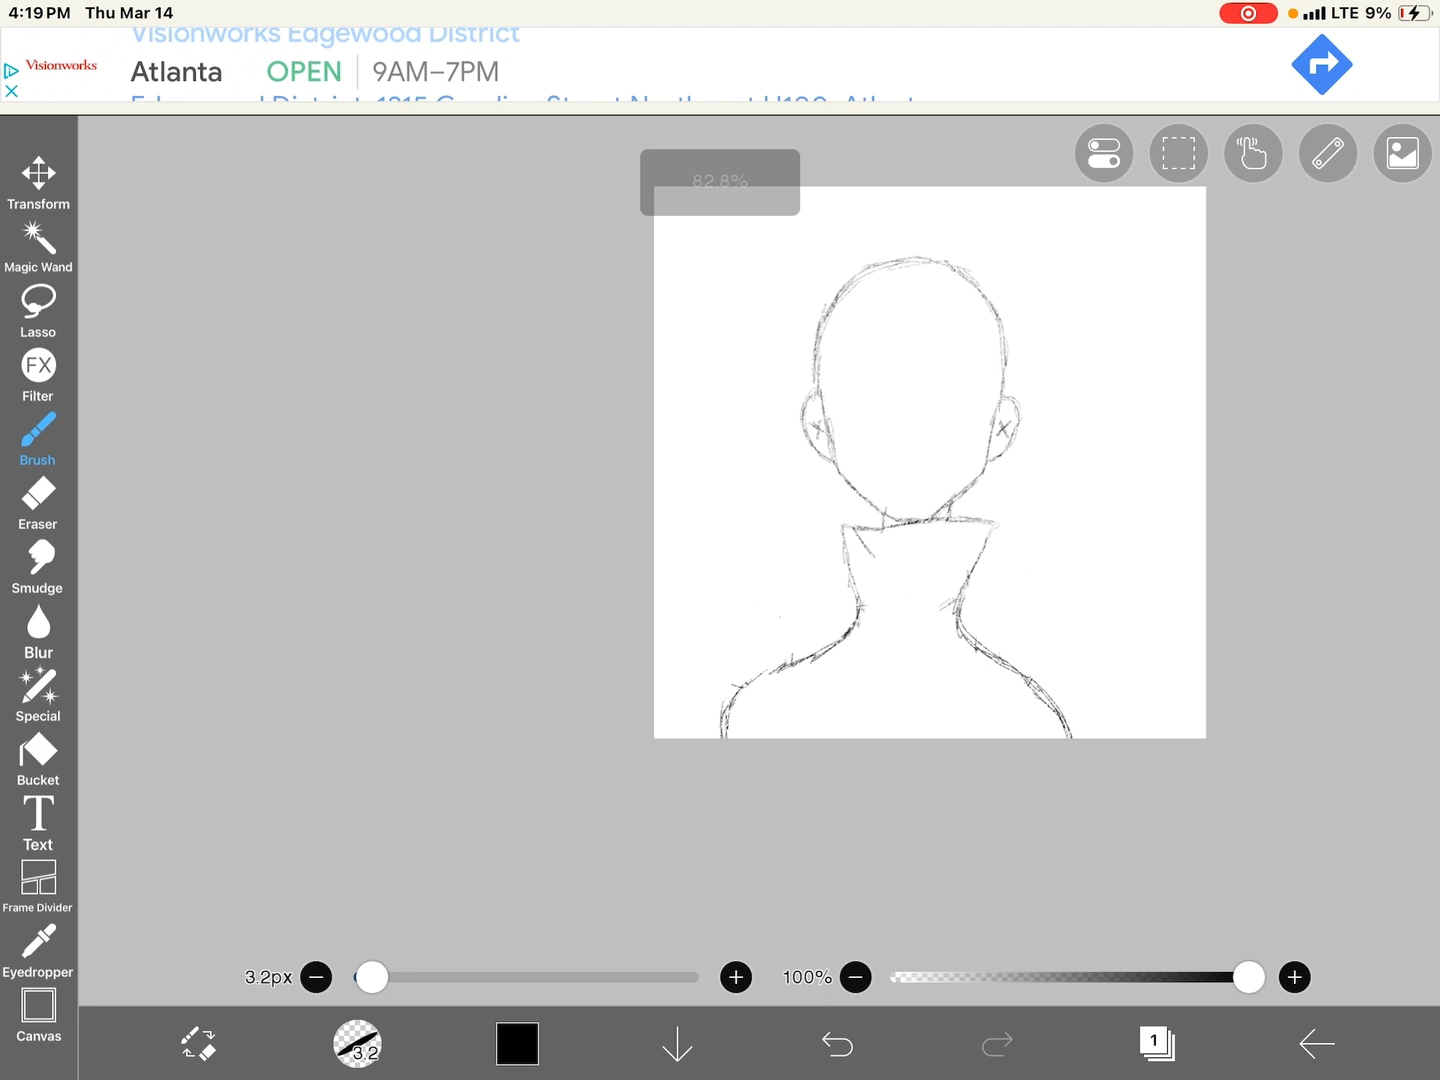 4:19 PM Thu Mar 14
LTE 9%
Visionworks Edgewood District
Visionworks
Atlanta OPEN 9AM–7PM
82.8%
Transform
Magic Wand
Lasso
FX
Filter
Brush
Eraser
Smudge
Blur
Special
Bucket
T
Text
Frame Divider
Eyedropper
Canvas
3.2px
100%
3.2
1